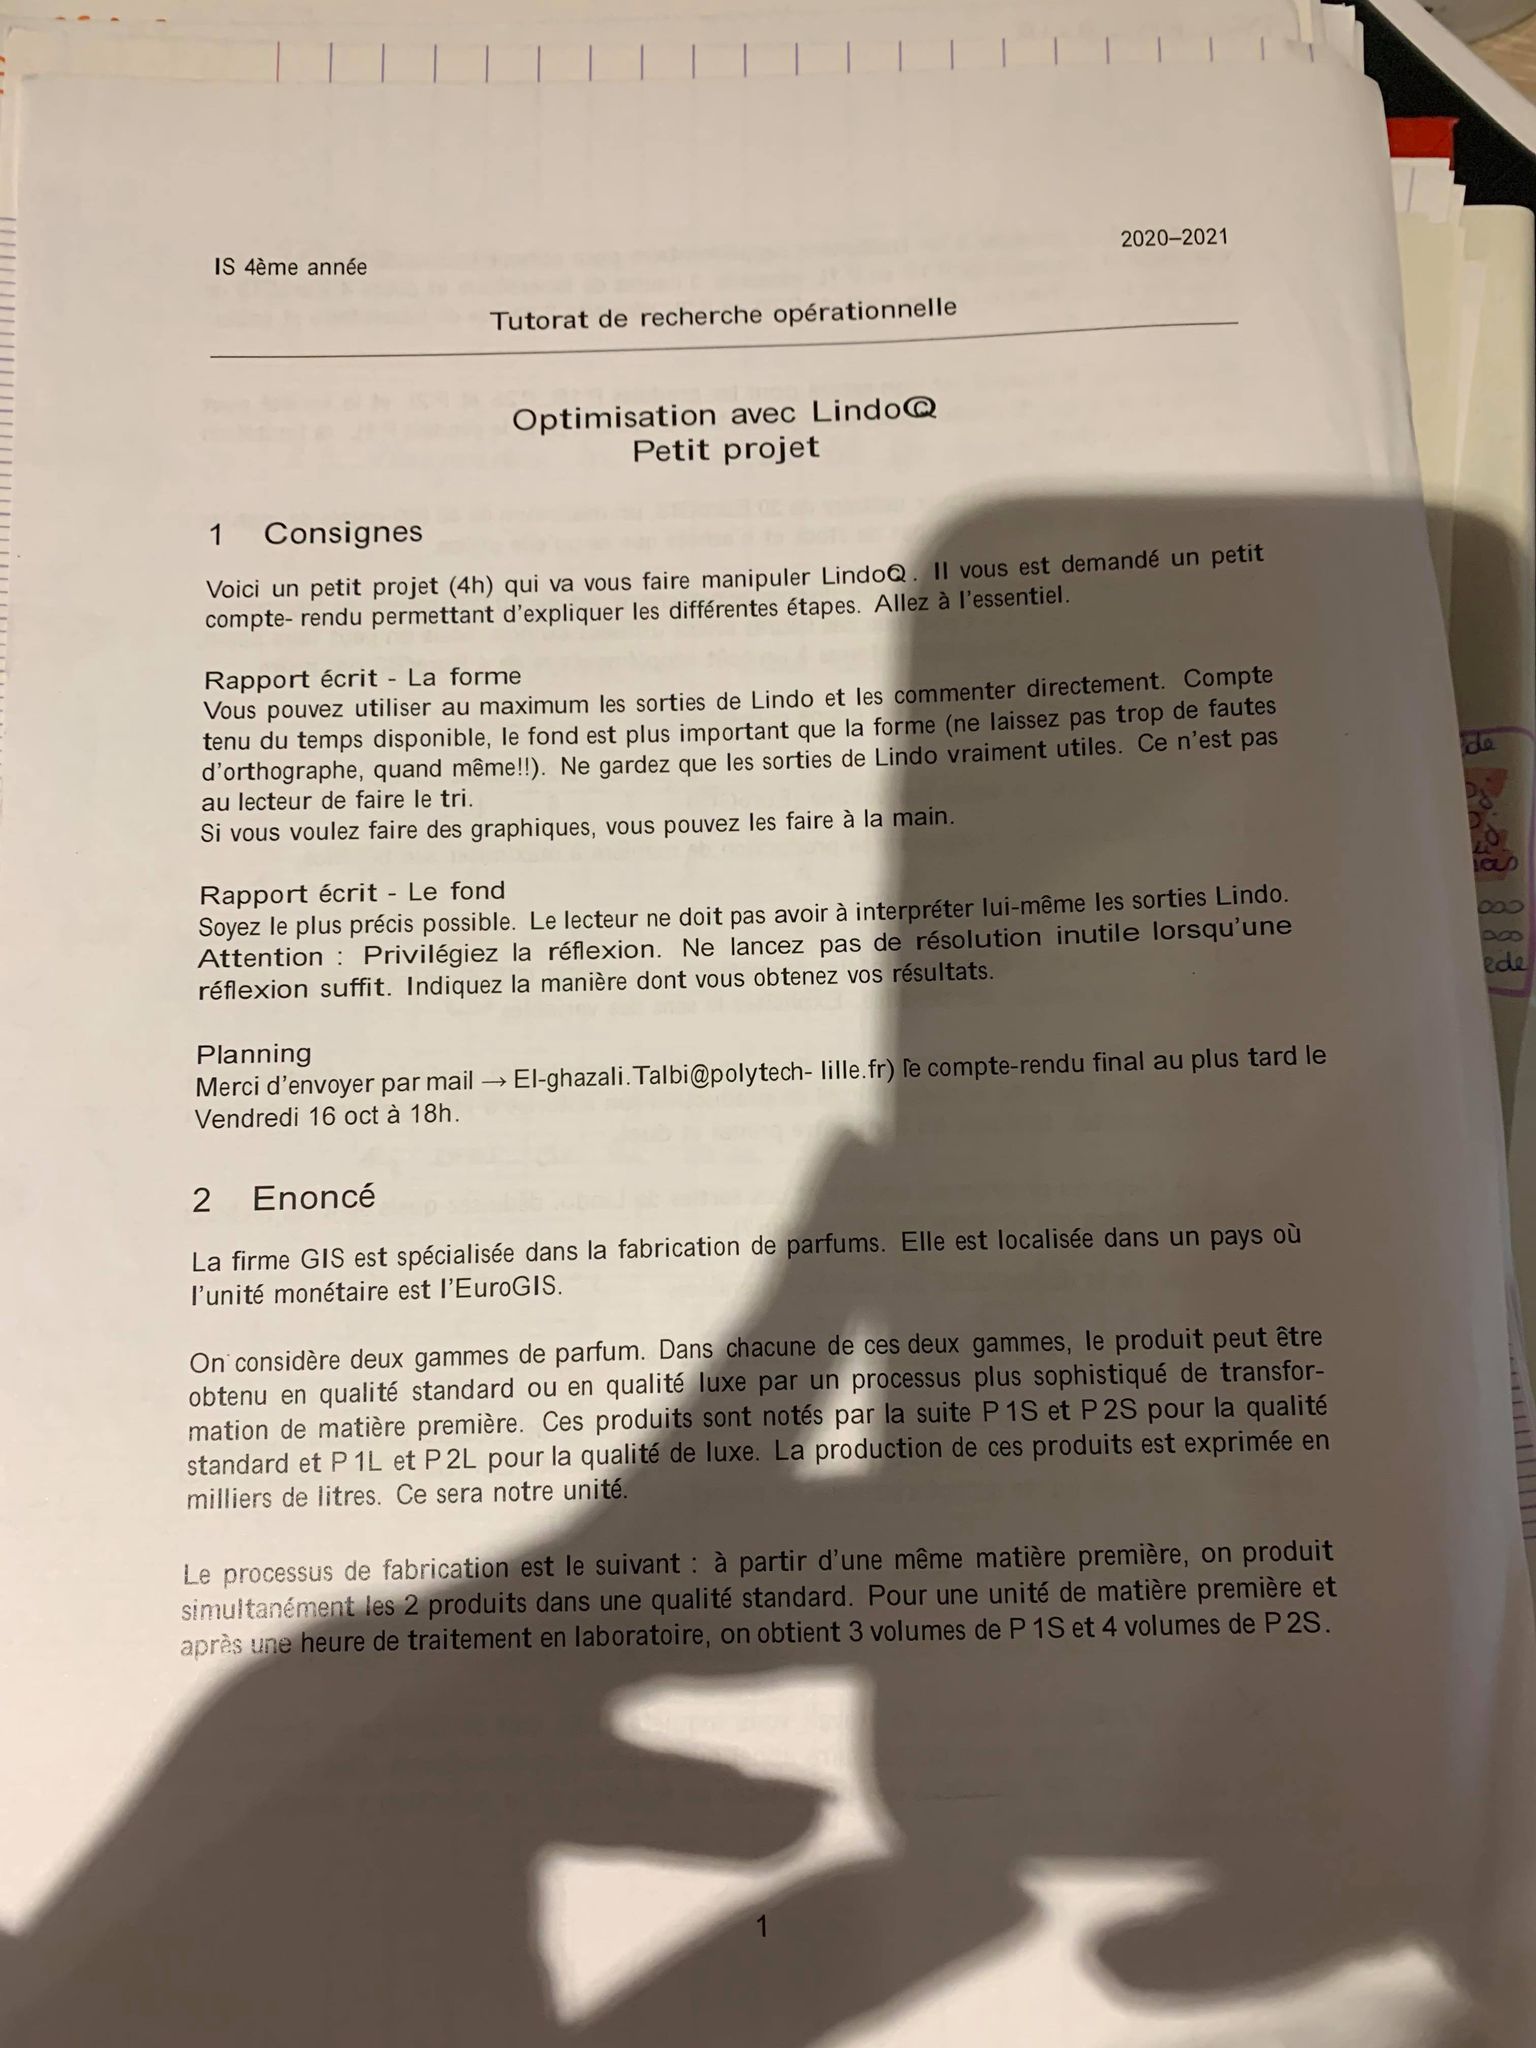 2020–2021
IS 4ème année
Tutorat de recherche opérationnelle
Optimisation avec Lindo©
Petit projet
1 Consignes
Voici un petit projet (4h) qui va vous faire manipuler Lindo©. Il vous est demandé un petit
compte- rendu permettant d'expliquer les différentes étapes. Allez à l'essentiel.
Rapport écrit - La forme
Vous pouvez utiliser au maximum les sorties de Lindo et les commenter directement. Compte
tenu du temps disponible, le fond est plus important que la forme (ne laissez pas trop de fautes
d'orthographe, quand même!!). Ne gardez que les sorties de Lindo vraiment utiles. Ce n'est pas
au lecteur de faire le tri.
Si vous voulez faire des graphiques, vous pouvez les faire à la main.
Rapport écrit - Le fond
Soyez le plus précis possible. Le lecteur ne doit pas avoir à interpréter lui-même les sorties Lindo.
Attention : Privilégiez la réflexion. Ne lancez pas de résolution inutile lorsqu'une
réflexion suffit. Indiquez la manière dont vous obtenez vos résultats.
Planning
Merci d'envoyer par mail → El-ghazali.Talbi@polytech- lille.fr) le compte-rendu final au plus tard le
Vendredi 16 oct à 18h.
2 Enoncé
La firme GIS est spécialisée dans la fabrication de parfums. Elle est localisée dans un pays où
l'unité monétaire est l'EuroGIS.
On considère deux gammes de parfum. Dans chacune de ces deux gammes, le produit peut être
obtenu en qualité standard ou en qualité luxe par un processus plus sophistiqué de transfor-
mation de matière première. Ces produits sont notés par la suite P 1S et P 2S pour la qualité
standard et P 1L et P 2L pour la qualité de luxe. La production de ces produits est exprimée en
milliers de litres. Ce sera notre unité.
Le processus de fabrication est le suivant : à partir d'une même matière première, on produit
simultanément les 2 produits dans une qualité standard. Pour une unité de matière première et
après une heure de traitement en laboratoire, on obtient 3 volumes de P 1S et 4 volumes de P 2S.
1